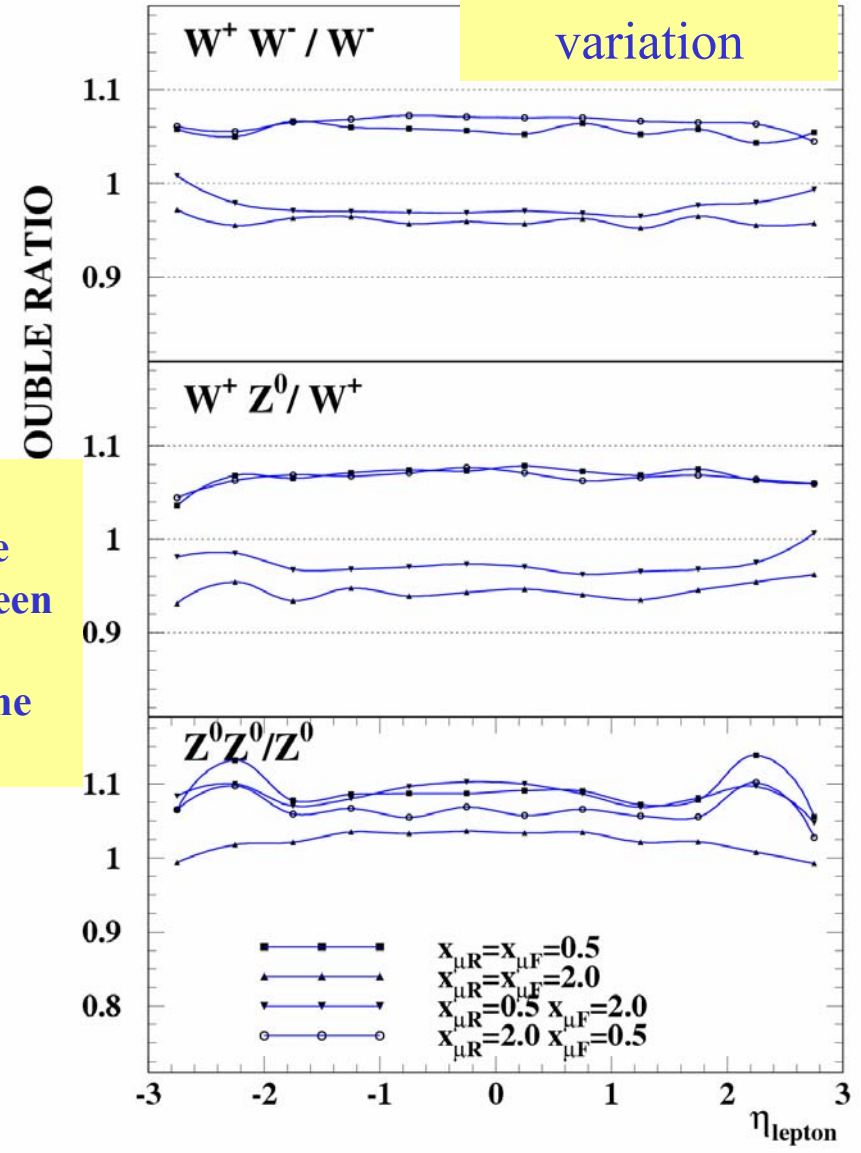 variation
W⁺ W⁻ / W⁻
1.1
1
0.9
OUBLE RATIO
W⁺ Z⁰/ W⁺
1.1
1
0.9
e
een
ne
Z⁰Z⁰/Z⁰
1.1
1
0.9
0.8
xμR=xμF=0.5
xμR=xμF=2.0
xμR=0.5 xμF=2.0
xμR=2.0 xμF=0.5
-3 -2 -1 0 1 2 3
ηlepton